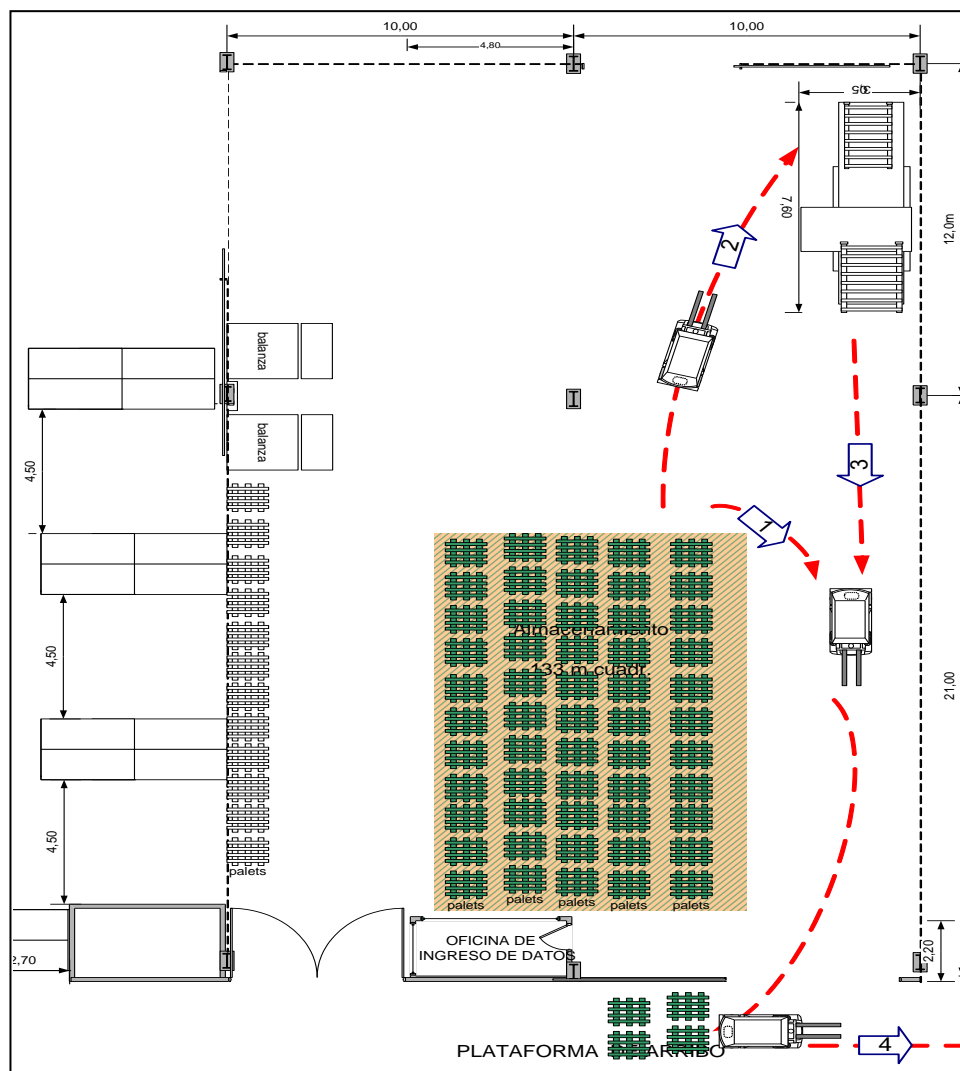 10,00
10,00
4,80
7,60
12,0m
2
balanza
balanza
4,50
3
1
Almacenamiento
133 m cuadr
4,50
21,00
4,50
palets
palets
palets
palets
palets
palets
OFICINA DE
INGRESO DE DATOS
2,20
2,70
PLATAFORMA ARRIBO
4